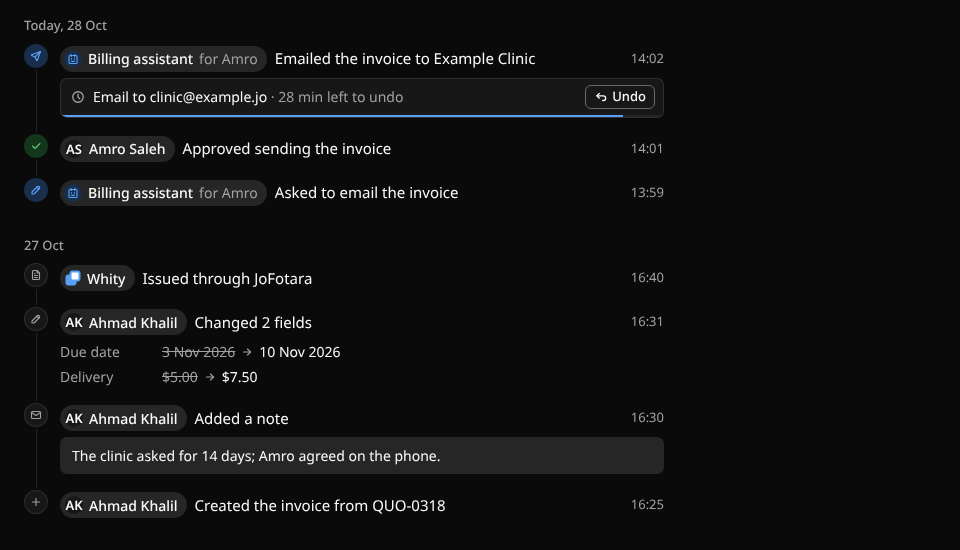 Today, 28 Oct
Billing assistant for Amro Emailed the invoice to Example Clinic 14:02
Email to clinic@example.jo · 28 min left to undo Undo
AS Amro Saleh Approved sending the invoice 14:01
Billing assistant for Amro Asked to email the invoice 13:59
27 Oct
Whity Issued through JoFotara 16:40
AK Ahmad Khalil Changed 2 fields 16:31
Due date 3 Nov 2026 → 10 Nov 2026
Delivery $5.00 → $7.50
AK Ahmad Khalil Added a note 16:30
The clinic asked for 14 days; Amro agreed on the phone.
AK Ahmad Khalil Created the invoice from QUO-0318 16:25